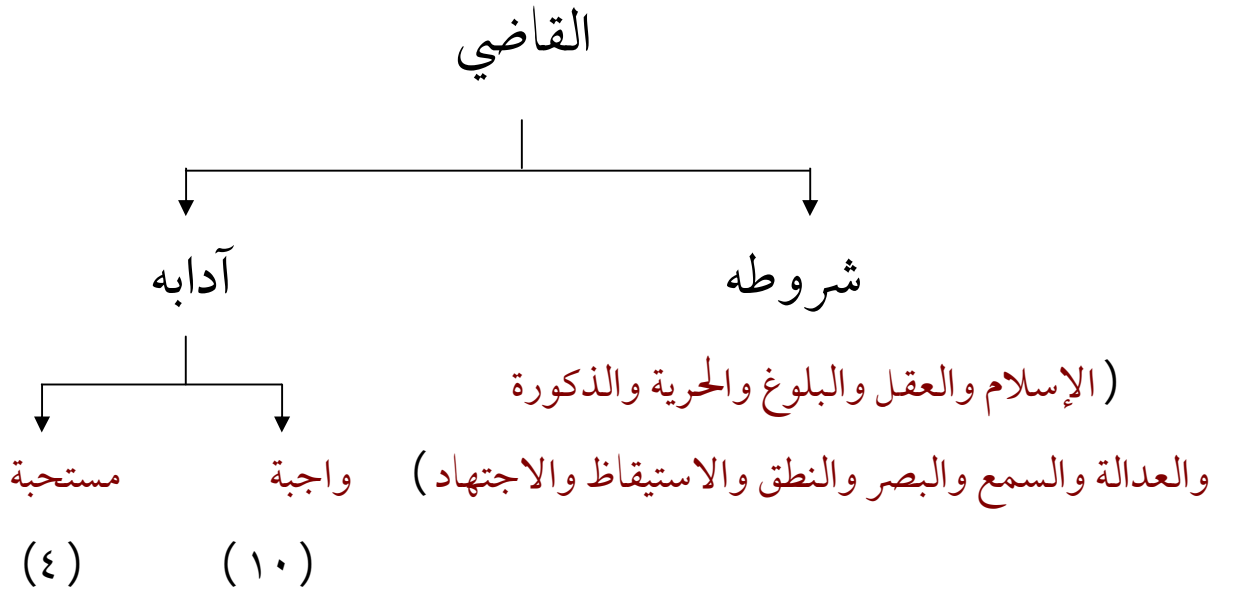 القاضي
شروطه
آدابه
(الإسلام والعقل والبلوغ والحرية والذكورة
والعدالة والسمع والبصر والنطق والاستيقاظ والاجتهاد)
واجبة
مستحبة
(١٠)
(٤)